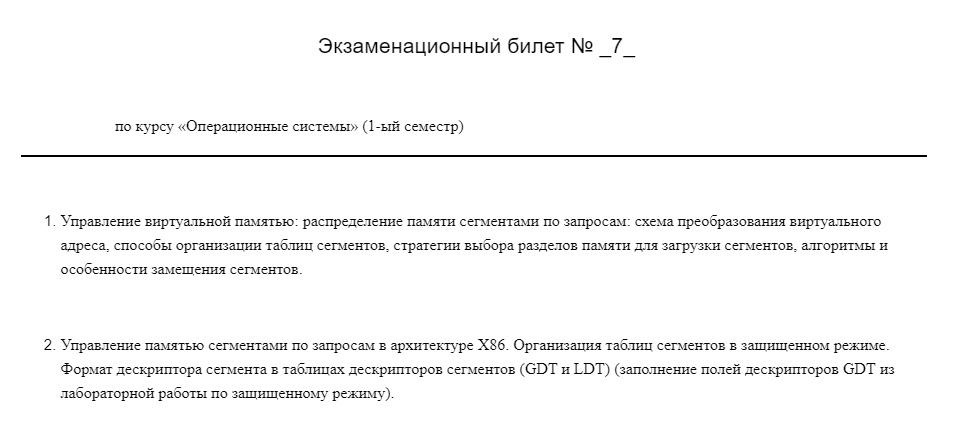 Экзаменационный билет № _7_
по курсу «Операционные системы» (1-ый семестр)
1. Управление виртуальной памятью: распределение памяти сегментами по запросам: схема преобразования виртуального
адреса, способы организации таблиц сегментов, стратегии выбора разделов памяти для загрузки сегментов, алгоритмы и
особенности замещения сегментов.
2. Управление памятью сегментами по запросам в архитектуре X86. Организация таблиц сегментов в защищенном режиме.
Формат дескриптора сегмента в таблицах дескрипторов сегментов (GDT и LDT) (заполнение полей дескрипторов GDT из
лабораторной работы по защищенному режиму).